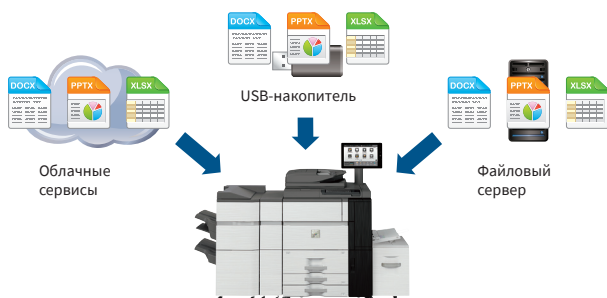 DOCX
PPTX
XLSX
USB-накопитель
DOCX
PPTX
XLSX
Облачные
сервисы
DOCX
PPTX
XLSX
Файловый
сервер